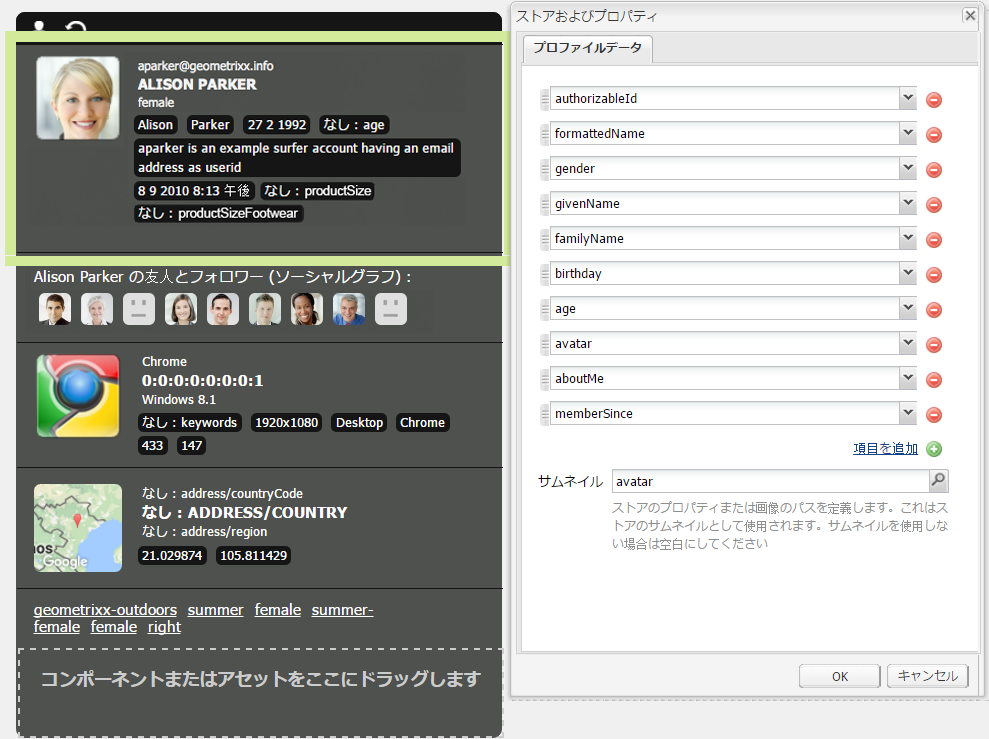 aparker@geometrixx.info
ALISON PARKER
female
Alison Parker 27 2 1992 なし : age
aparker is an example surfer account having an email
address as userid
8 9 2010 8:13 午後 なし : productSize
なし : productSizeFootwear
Alison Parker の友人とフォロワー (ソーシャルグラフ) :
Chrome
0:0:0:0:0:0:0:1
Windows 8.1
なし : keywords 1920x1080 Desktop Chrome
433 147
なし : address/countryCode
なし : ADDRESS/COUNTRY
なし : address/region
21.029874 105.811429
nos
Google
geometrixx-outdoors summer female summer-
female female right
コンポーネントまたはアセットをここにドラッグします
ストアおよびプロパティ
プロファイルデータ
authorizableId
formattedName
gender
givenName
familyName
birthday
age
avatar
aboutMe
memberSince
項目を追加
サムネイル avatar
ストアのプロパティまたは画像のパスを定義します。これはス
トアのサムネイルとして使用されます。サムネイルを使用しな
い場合は空白にしてください
OK キャンセル